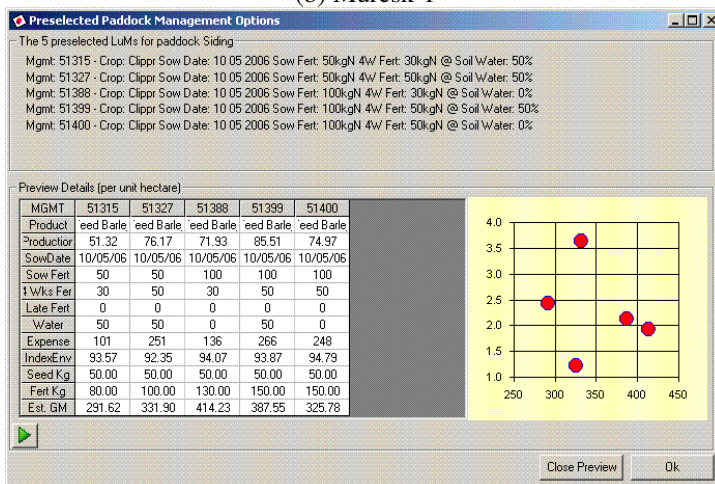 (b) Maresk 1
Preselected Paddock Management Options
The 5 preselected LuMs for paddock Siding
Mgmt: 51315 - Crop: Clippr Sow Date: 10 05 2006 Sow Fert: 50kgN 4W Fert: 30kgN @ Soil Water: 50%
Mgmt: 51327 - Crop: Clippr Sow Date: 10 05 2006 Sow Fert: 50kgN 4W Fert: 50kgN @ Soil Water: 50%
Mgmt: 51388 - Crop: Clippr Sow Date: 10 05 2006 Sow Fert: 100kgN 4W Fert: 30kgN @ Soil Water: 0%
Mgmt: 51399 - Crop: Clippr Sow Date: 10 05 2006 Sow Fert: 100kgN 4W Fert: 50kgN @ Soil Water: 50%
Mgmt: 51400 - Crop: Clippr Sow Date: 10 05 2006 Sow Fert: 100kgN 4W Fert: 50kgN @ Soil Water: 0%
Preview Details (per unit hectare)
MGMT 51315 51327 51388 51399 51400
Product eed Barle eed Barle eed Barle eed Barle eed Barle
Production 51.32 76.17 71.93 85.51 74.97
SowDate 10/05/06 10/05/06 10/05/06 10/05/06 10/05/06
Sow Fert 50 50 100 100 100
4 Wks Fer 30 50 30 50 50
Late Fert 0 0 0 0 0
Water 50 50 0 50 0
Expense 101 251 136 266 248
IndexEnv 93.57 92.35 94.07 93.87 94.79
Seed Kg 50.00 50.00 50.00 50.00 50.00
Fert Kg 80.00 100.00 130.00 150.00 150.00
Est. GM 291.62 331.90 414.23 387.55 325.78
4.0
3.5
3.0
2.5
2.0
1.5
1.0
250 300 350 400 450
Close Preview Ok